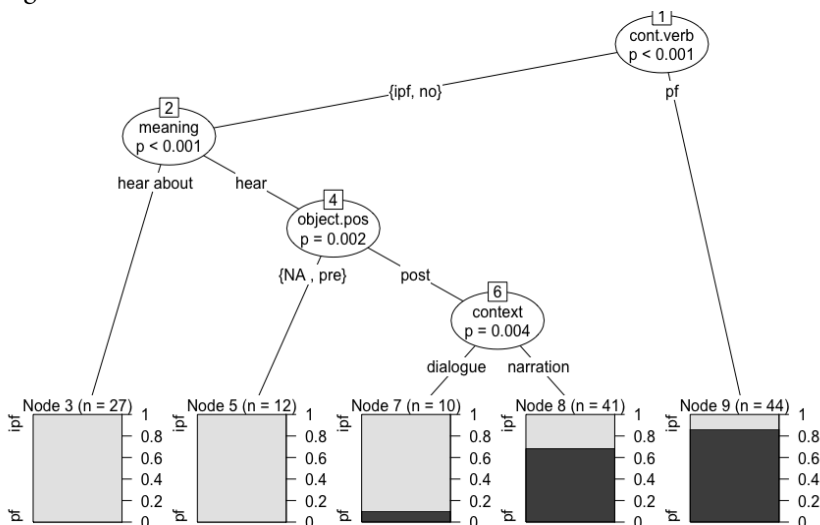 1
cont.verb
p < 0.001
{ipf, no}
pf
2
meaning
p < 0.001
hear about
hear
4
object.pos
p = 0.002
{NA , pre}
post
6
context
p = 0.004
dialogue
narration
Node 3 (n = 27)
ipf
pf
1
0.8
0.6
0.4
0.2
0
Node 5 (n = 12)
ipf
pf
1
0.8
0.6
0.4
0.2
0
Node 7 (n = 10)
ipf
pf
1
0.8
0.6
0.4
0.2
0
Node 8 (n = 41)
ipf
pf
1
0.8
0.6
0.4
0.2
0
Node 9 (n = 44)
ipf
pf
1
0.8
0.6
0.4
0.2
0